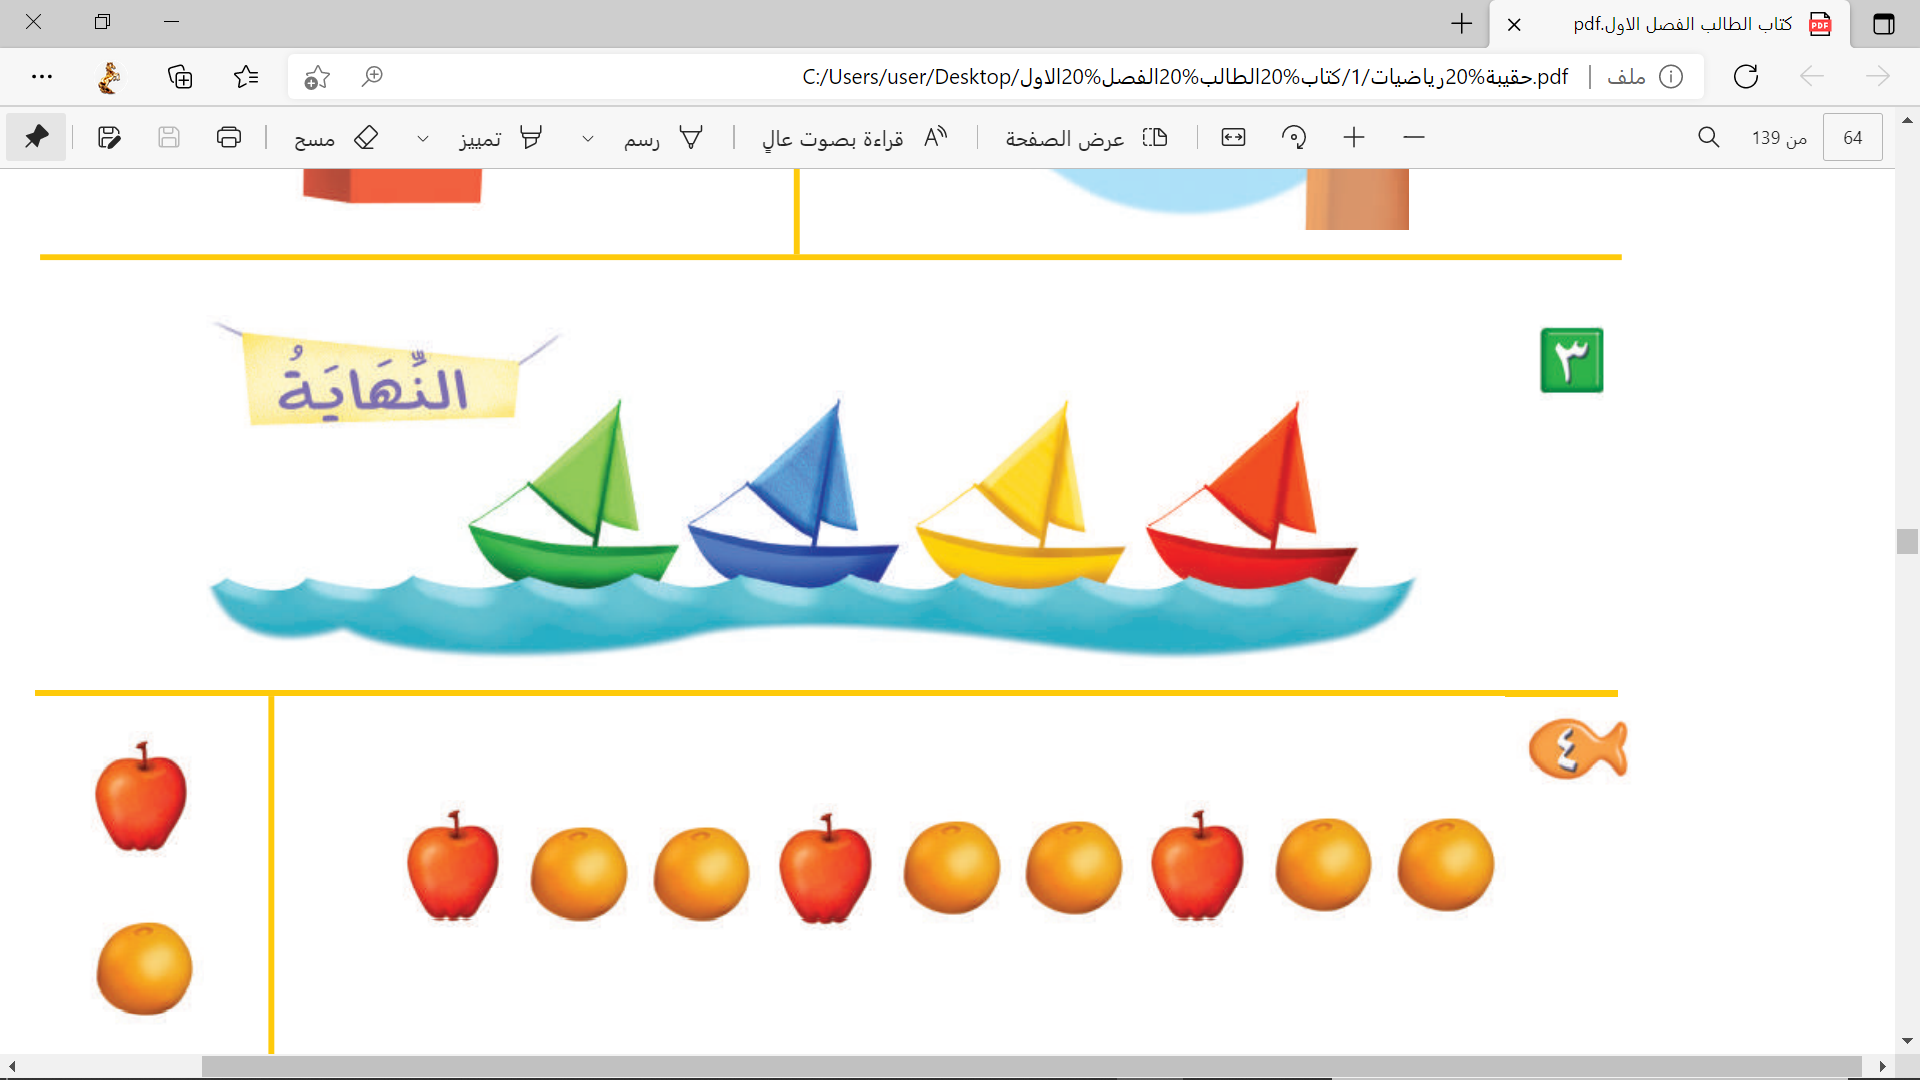 كتاب الطالب الفصل الاول.pdf
ملف
C:/Users/user/Desktop/حقيبة%20رياضيات/1/كتاب%20الطالب%20الفصل%20الاول.pdf
64
من 139
عرض الصفحة
قراءة بصوت عالٍ
رسم
تمييز
مسح
٣
النِّهَايَةُ
٤